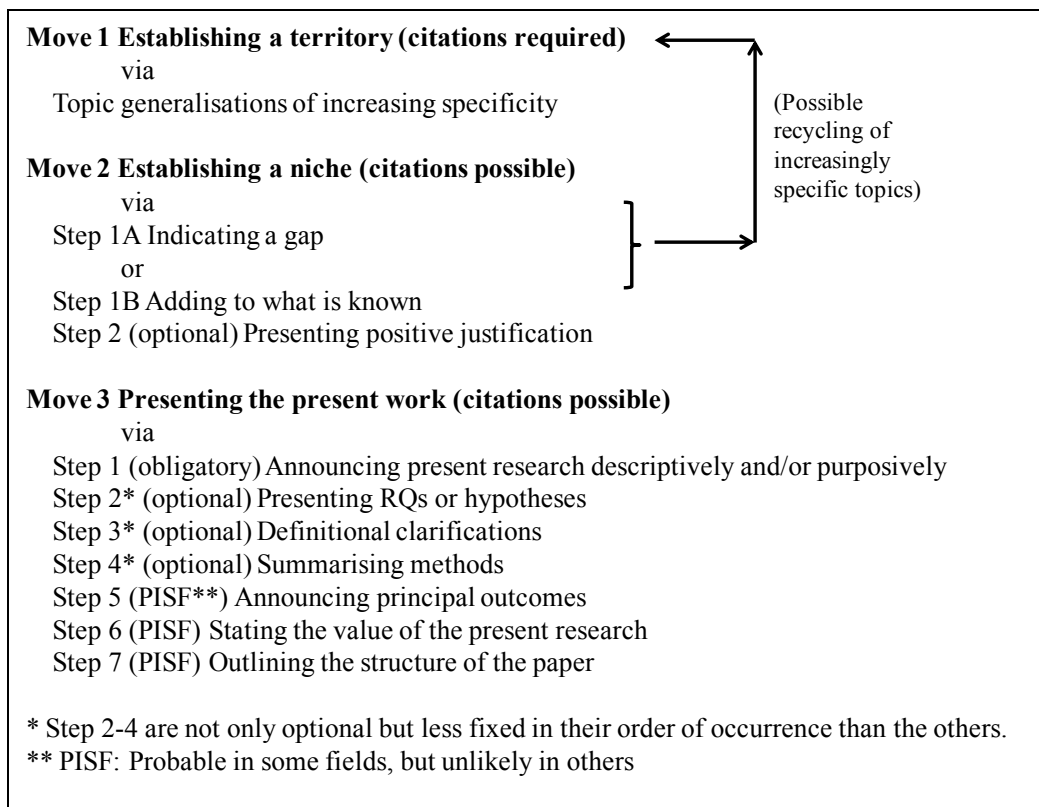 Move 1 Establishing a territory (citations required)
via
Topic generalisations of increasing specificity
(Possible
recycling of
increasingly
specific topics)
Move 2 Establishing a niche (citations possible)
via
Step 1A Indicating a gap
or
Step 1B Adding to what is known
Step 2 (optional) Presenting positive justification
Move 3 Presenting the present work (citations possible)
via
Step 1 (obligatory) Announcing present research descriptively and/or purposively
Step 2* (optional) Presenting RQs or hypotheses
Step 3* (optional) Definitional clarifications
Step 4* (optional) Summarising methods
Step 5 (PISF**) Announcing principal outcomes
Step 6 (PISF) Stating the value of the present research
Step 7 (PISF) Outlining the structure of the paper
* Step 2-4 are not only optional but less fixed in their order of occurrence than the others.
** PISF: Probable in some fields, but unlikely in others